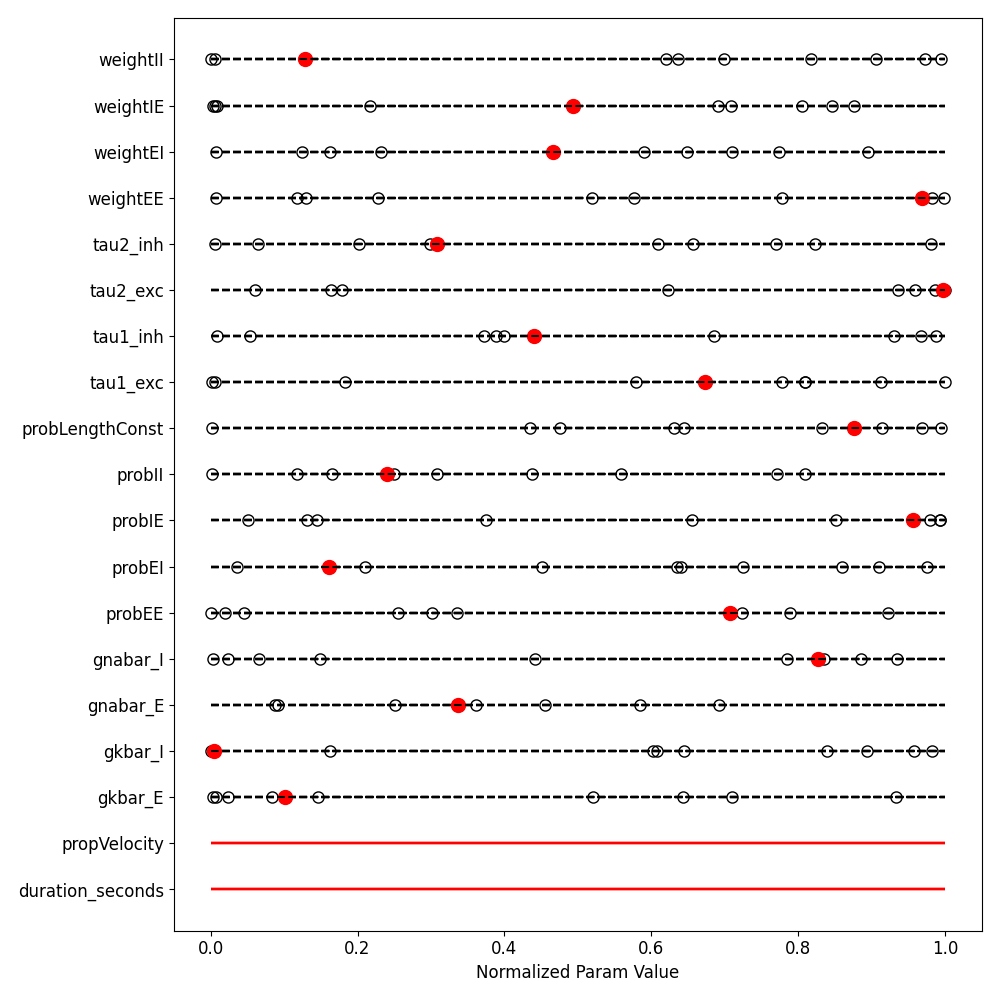 weightII
weightIE
weightEI
weightEE
tau2_inh
tau2_exc
tau1_inh
tau1_exc
probLengthConst
probII
probIE
probEI
probEE
gnabar_I
gnabar_E
gkbar_I
gkbar_E
propVelocity
duration_seconds
0.0 0.2 0.4 0.6 0.8 1.0
Normalized Param Value